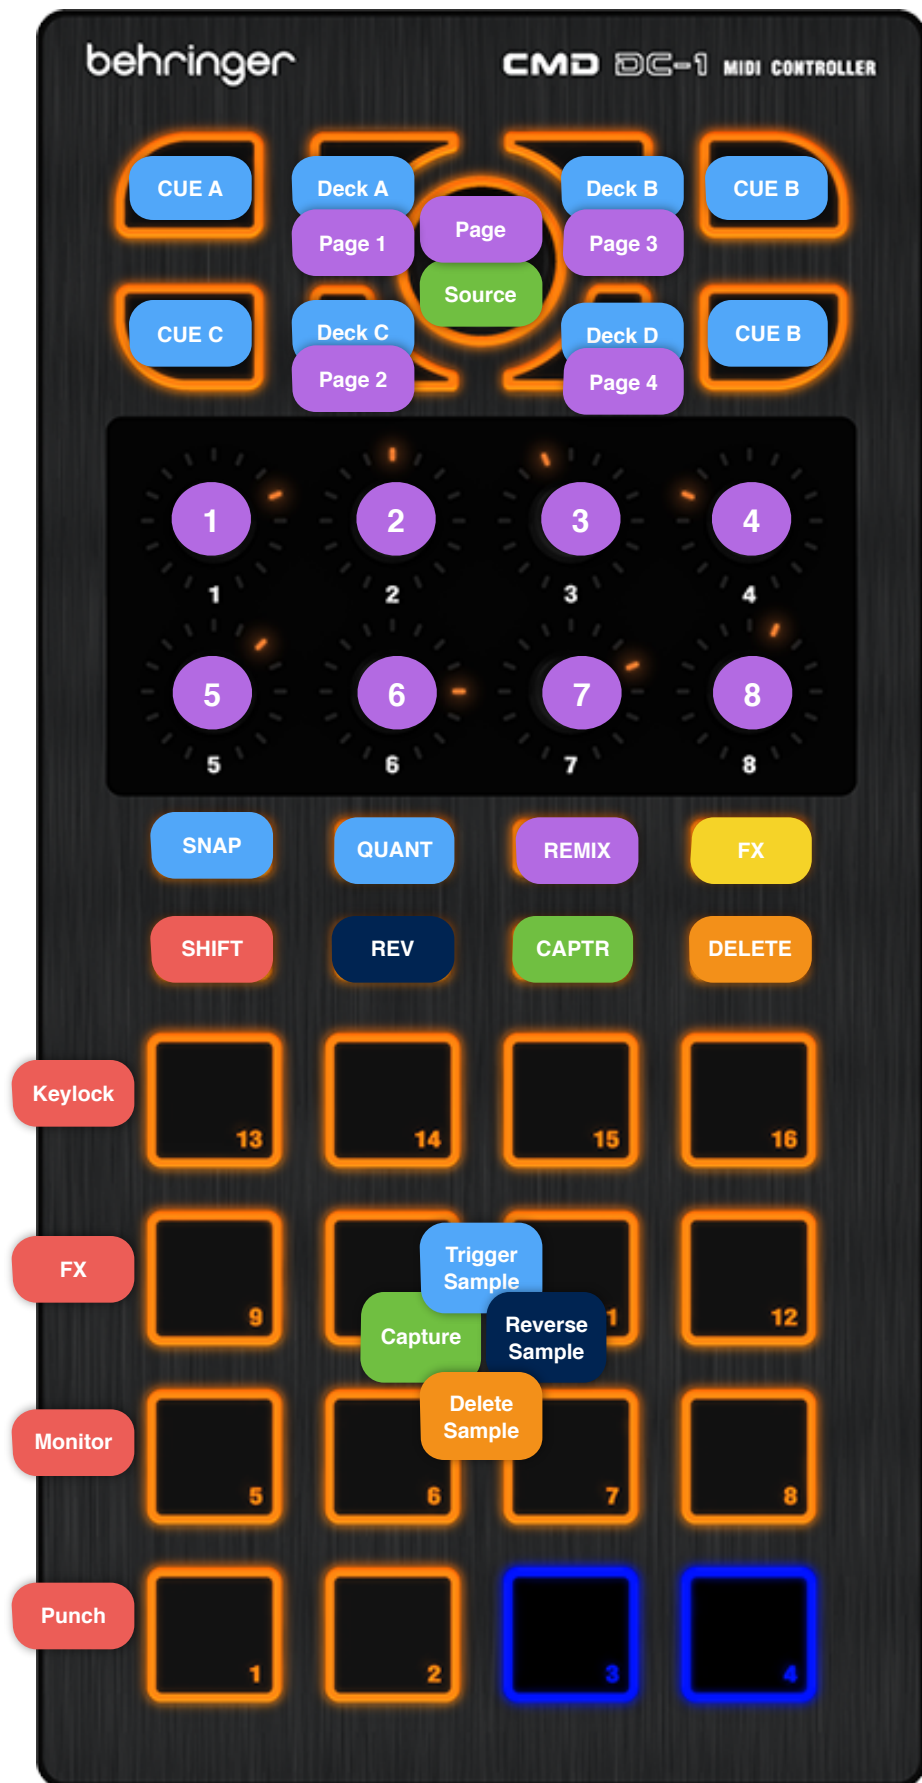 behringer
CMD DC-1 MIDI CONTROLLER
CUE A
Deck A
Deck B
CUE B
Page 1
Page
Page 3
Source
CUE C
Deck C
Deck D
CUE B
Page 2
Page 4
1
2
3
4
1
2
3
4
5
6
7
8
5
6
7
8
SNAP
QUANT
REMIX
FX
SHIFT
REV
CAPTR
DELETE
Keylock
13
14
15
16
FX
9
Trigger
Sample
1
12
Capture
Reverse
Sample
Delete
Sample
Monitor
5
6
7
8
Punch
1
2
3
4